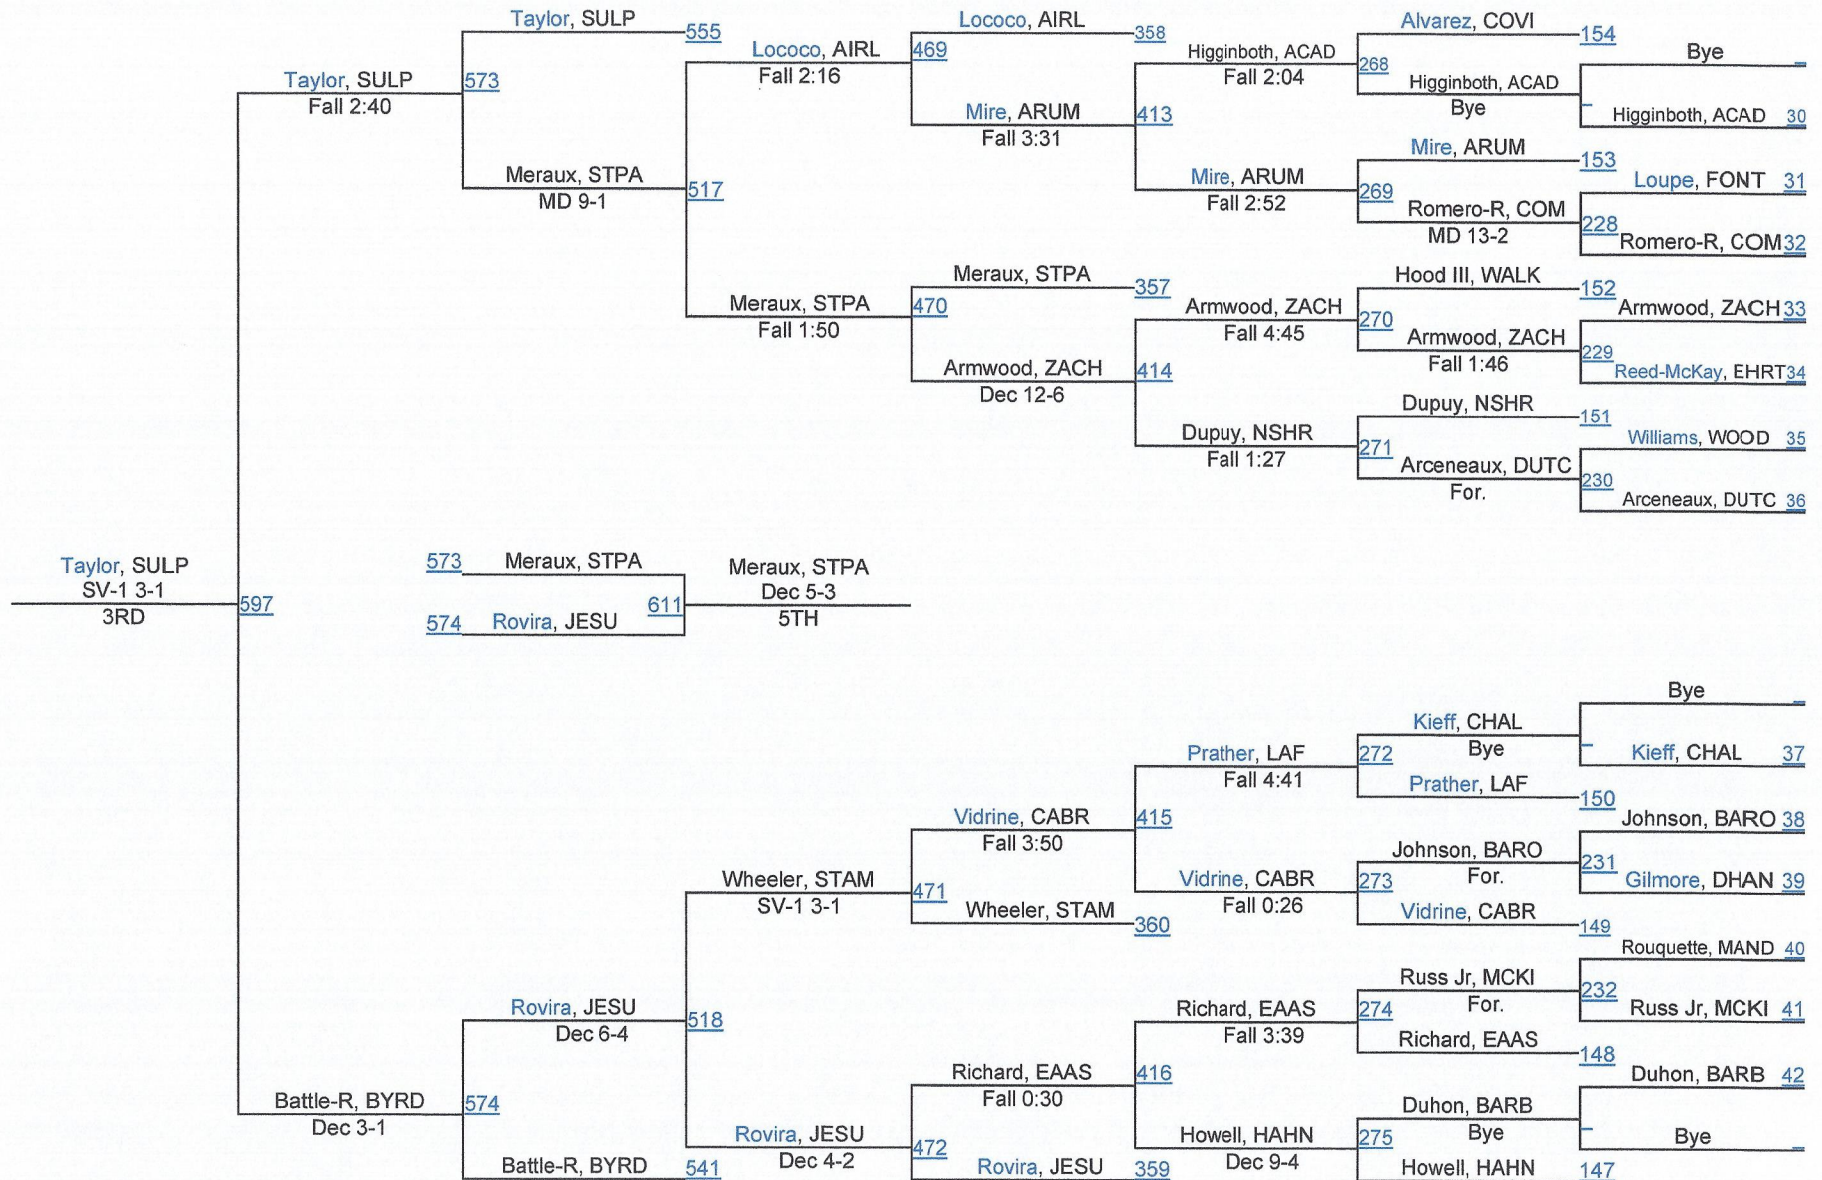 Taylor, SULP
555
Lococo, AIRL
358
Alvarez, COVI
154
Bye
Lococo, AIRL
Fall 2:16
469
Higginboth, ACAD
Fall 2:04
268
Higginboth, ACAD
Bye
Higginboth, ACAD 30
Taylor, SULP
Fall 2:40
573
Mire, ARUM
Fall 3:31
413
Mire, ARUM
153
Loupe, FONT 31
Meraux, STPA
MD 9-1
517
Mire, ARUM
Fall 2:52
269
Romero-R, COM
MD 13-2
228
Romero-R, COM 32
Meraux, STPA
357
Hood III, WALK
152
Armwood, ZACH 33
Meraux, STPA
Fall 1:50
470
Armwood, ZACH
Fall 4:45
270
Armwood, ZACH
Fall 1:46
229
Reed-McKay, EHRT 34
Armwood, ZACH
Dec 12-6
414
Dupuy, NSHR
151
Williams, WOOD 35
Dupuy, NSHR
Fall 1:27
271
Arceneaux, DUTC
For.
230
Arceneaux, DUTC 36
Taylor, SULP
SV-1 3-1
3RD
597
573
Meraux, STPA
574
Rovira, JESU
611
Meraux, STPA
Dec 5-3
5TH
Bye
Kieff, CHAL
Bye
Kieff, CHAL 37
Prather, LAF
Fall 4:41
272
Prather, LAF
150
Johnson, BARO 38
Vidrine, CABR
Fall 3:50
415
Johnson, BARO
For.
231
Gilmore, DHAN 39
Wheeler, STAM
SV-1 3-1
471
Vidrine, CABR
Fall 0:26
273
Vidrine, CABR
149
Wheeler, STAM
360
Rouquette, MAND 40
Russ Jr, MCKI
For.
232
Russ Jr, MCKI 41
Rovira, JESU
Dec 6-4
518
Richard, EAAS
Fall 3:39
274
Richard, EAAS
148
Richard, EAAS
Fall 0:30
416
Duhon, BARB 42
Battle-R, BYRD
Dec 3-1
574
Duhon, BARB
Bye
Bye
Rovira, JESU
Dec 4-2
472
Howell, HAHN
Dec 9-4
275
Battle-R, BYRD
541
Rovira, JESU
359
Howell, HAHN
147